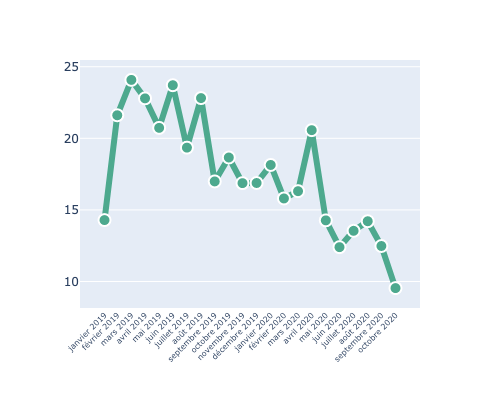 25
20
15
10
janvier 2019
février 2019
mars 2019
avril 2019
mai 2019
juin 2019
juillet 2019
août 2019
septembre 2019
octobre 2019
novembre 2019
décembre 2019
janvier 2020
février 2020
mars 2020
avril 2020
mai 2020
juin 2020
juillet 2020
août 2020
septembre 2020
octobre 2020